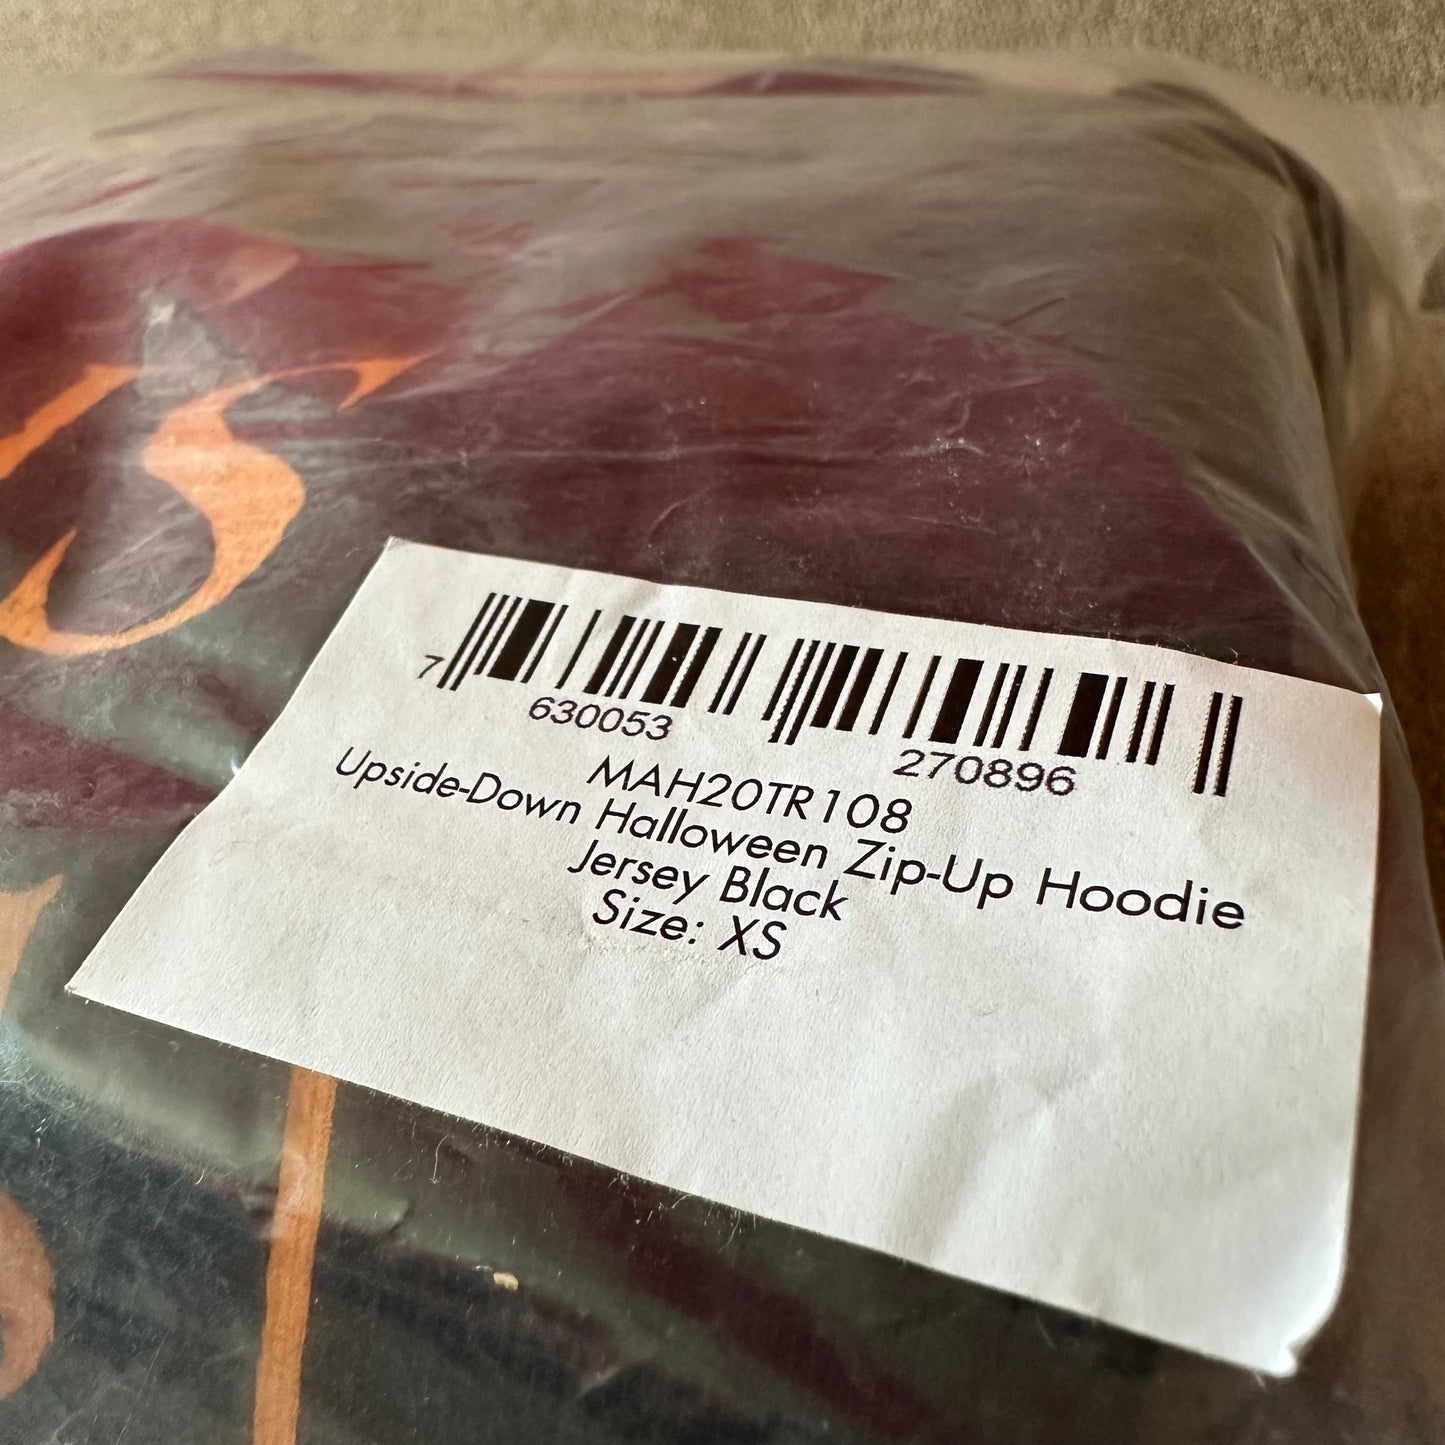 S
7 630053 270896
MAH20TR108
Upside-Down Halloween Zip-Up Hoodie
Jersey Black
Size: XS